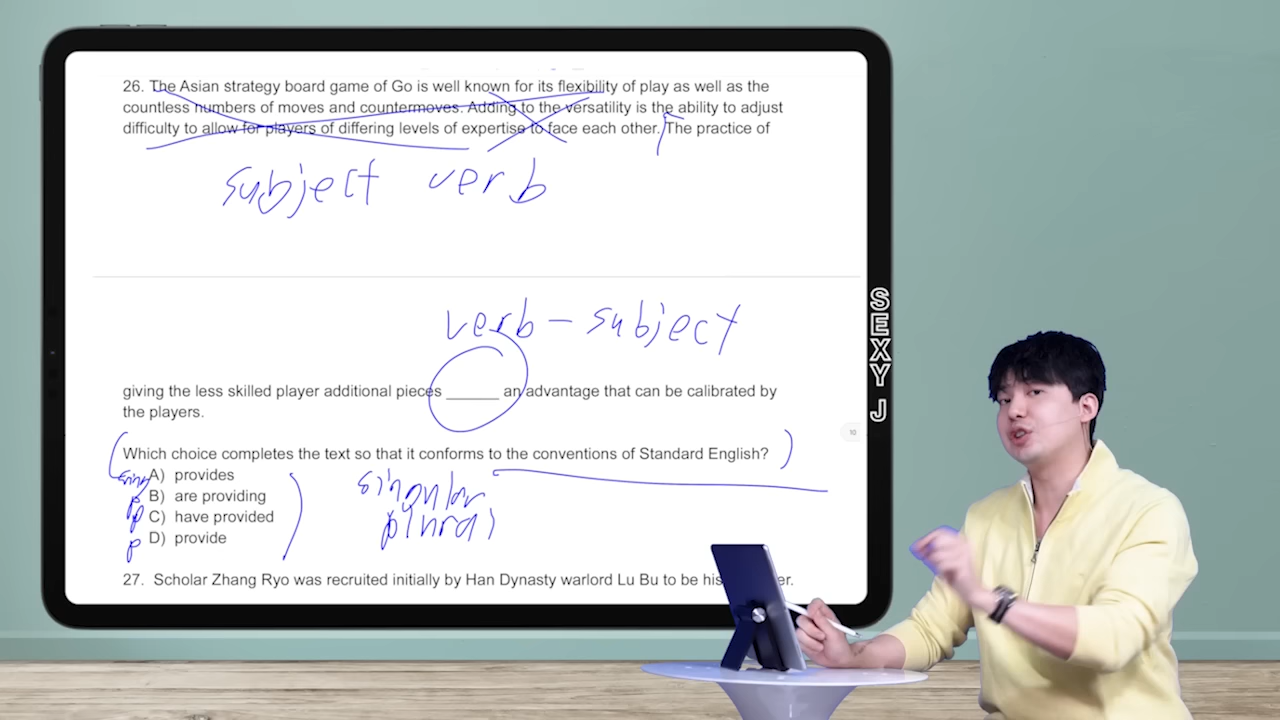 26. The Asian strategy board game of Go is well known for its flexibility of play as well as the
countless numbers of moves and countermoves. Adding to the versatility is the ability to adjust
difficulty to allow for players of differing levels of expertise to face each other. The practice of
subject verb
verb - subject
giving the less skilled player additional pieces ______ an advantage that can be calibrated by
the players.
10
Which choice completes the text so that it conforms to the conventions of Standard English?
sing A) provides
p B) are providing
p C) have provided
p D) provide
singular
plural
27. Scholar Zhang Ryo was recruited initially by Han Dynasty warlord Lu Bu to be his
SEXY J